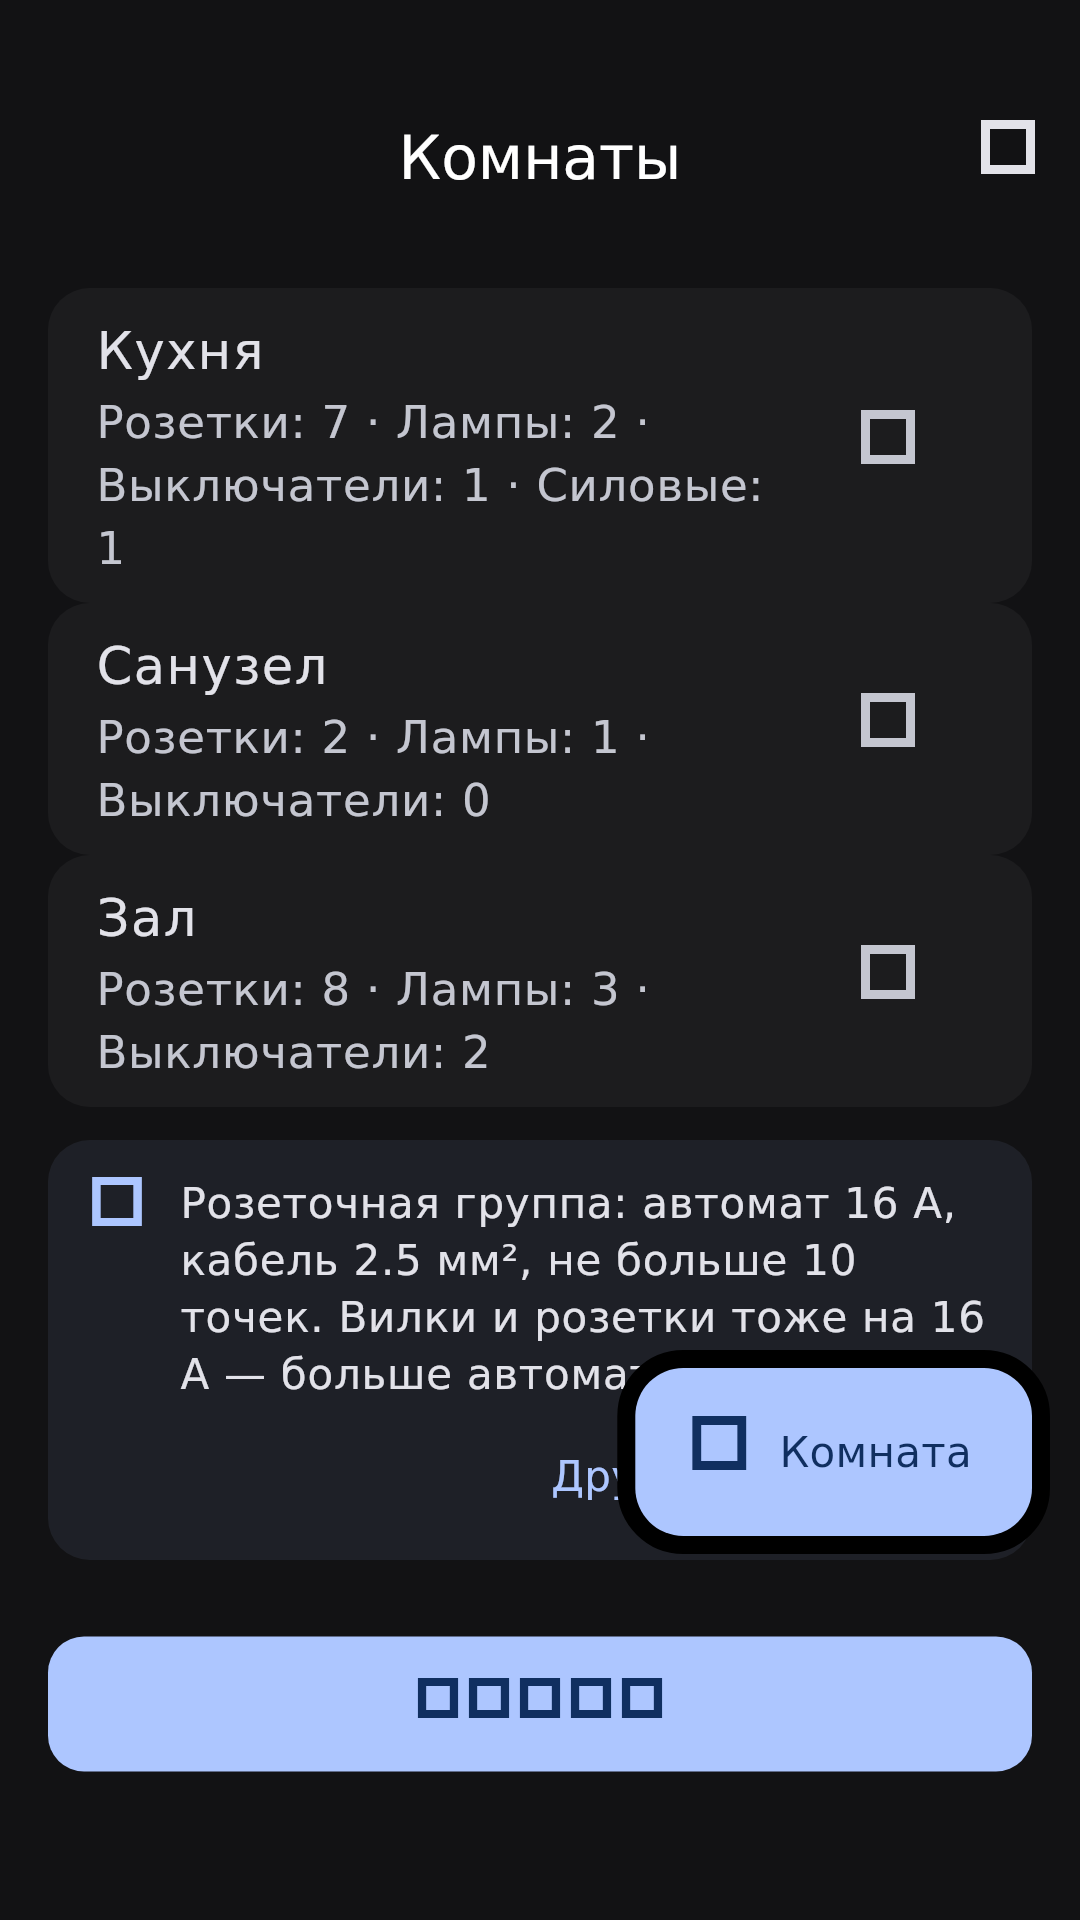 Комнаты
Кухня
Розетки: 7 · Лампы: 2 ·
Выключатели: 1 · Силовые:
1
Санузел
Розетки: 2 · Лампы: 1 ·
Выключатели: 0
Зал
Розетки: 8 · Лампы: 3 ·
Выключатели: 2
Розеточная группа: автомат 16 А,
кабель 2.5 мм², не больше 10
точек. Вилки и розетки тоже на 16
А — больше
Комната